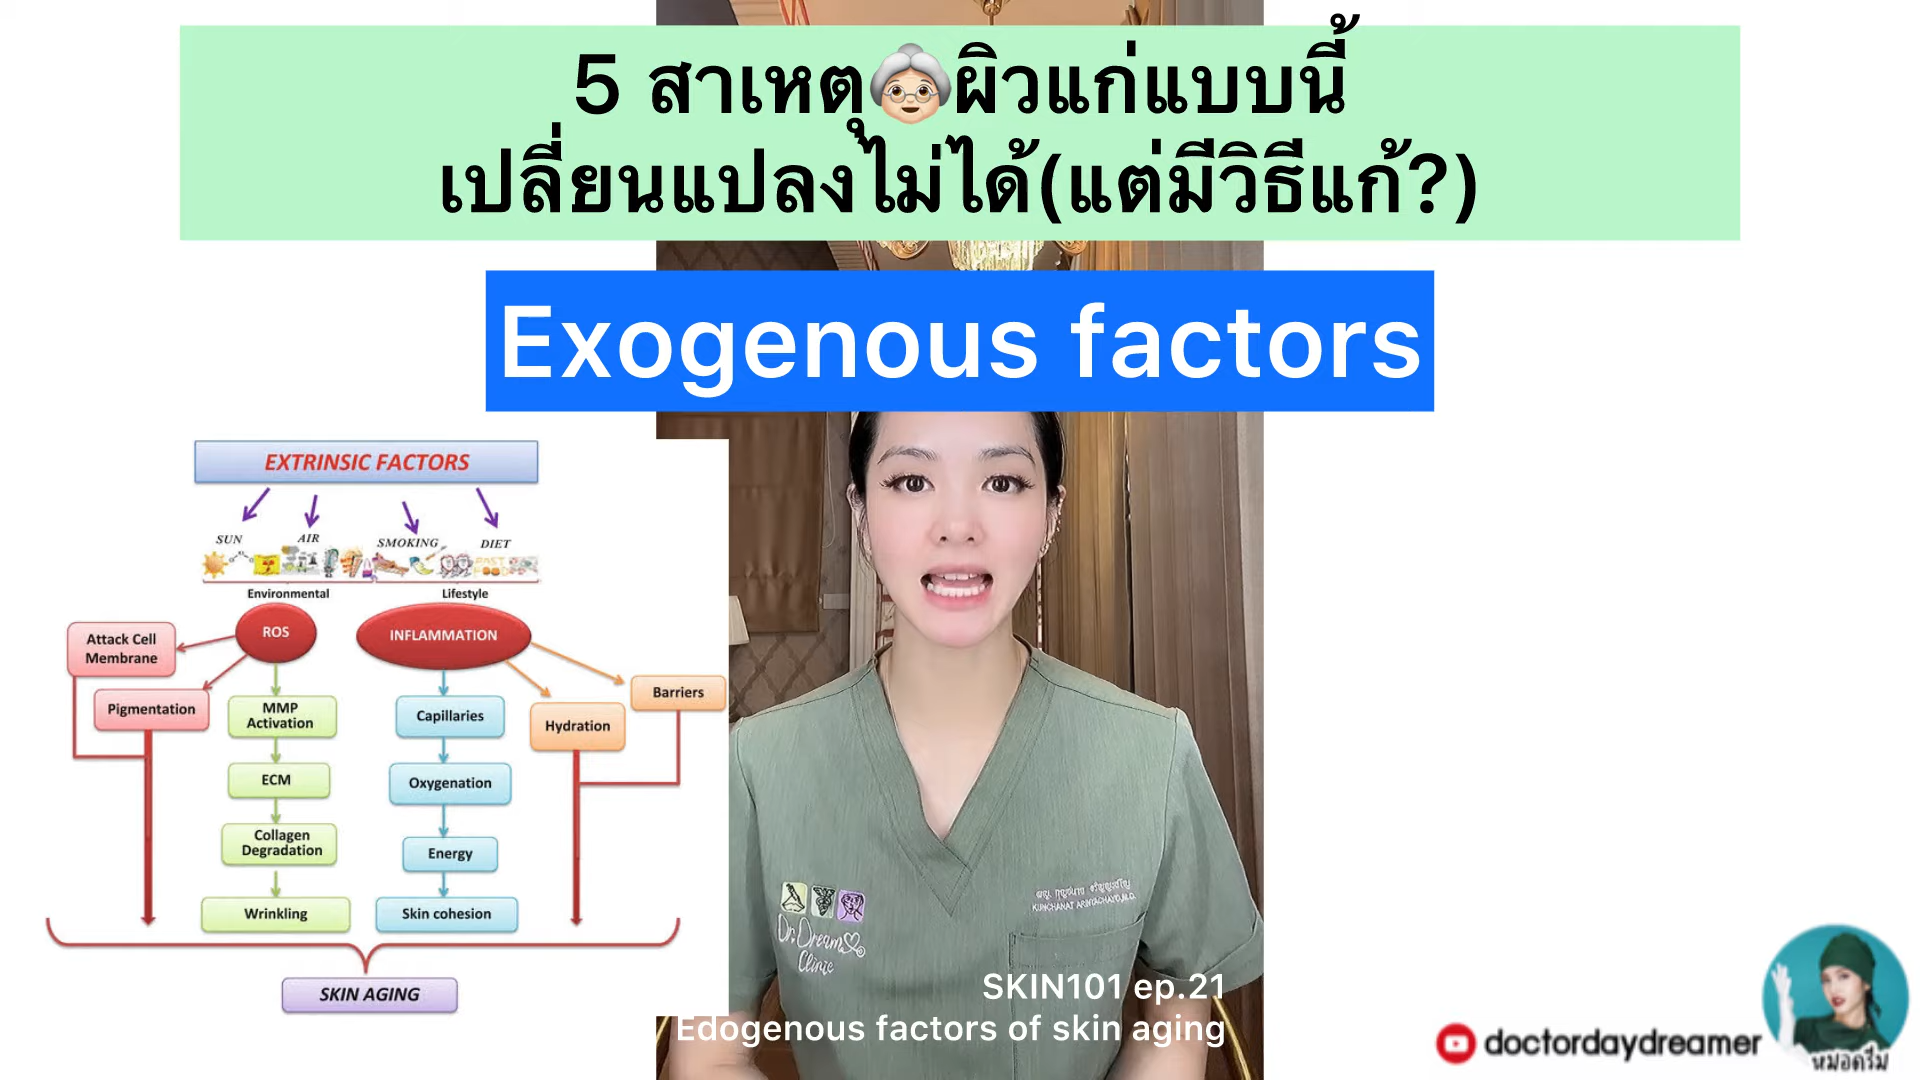 5 สาเหตุ👵🏻ผิวแก่แบบนี้
เปลี่ยนแปลงไม่ได้(แต่มีวิธีแก้?)
Exogenous factors
EXTRINSIC FACTORS
SUN
AIR
SMOKING
DIET
Environmental
Lifestyle
ROS
INFLAMMATION
Attack Cell
Membrane
Pigmentation
MMP
Activation
Capillaries
Hydration
Barriers
ECM
Oxygenation
Collagen
Degradation
Energy
Wrinkling
Skin cohesion
SKIN AGING
Dr.Dream
Clinic
SKIN101 ep.21
Edogenous factors of skin aging
doctordaydreamer
หมอดรีม